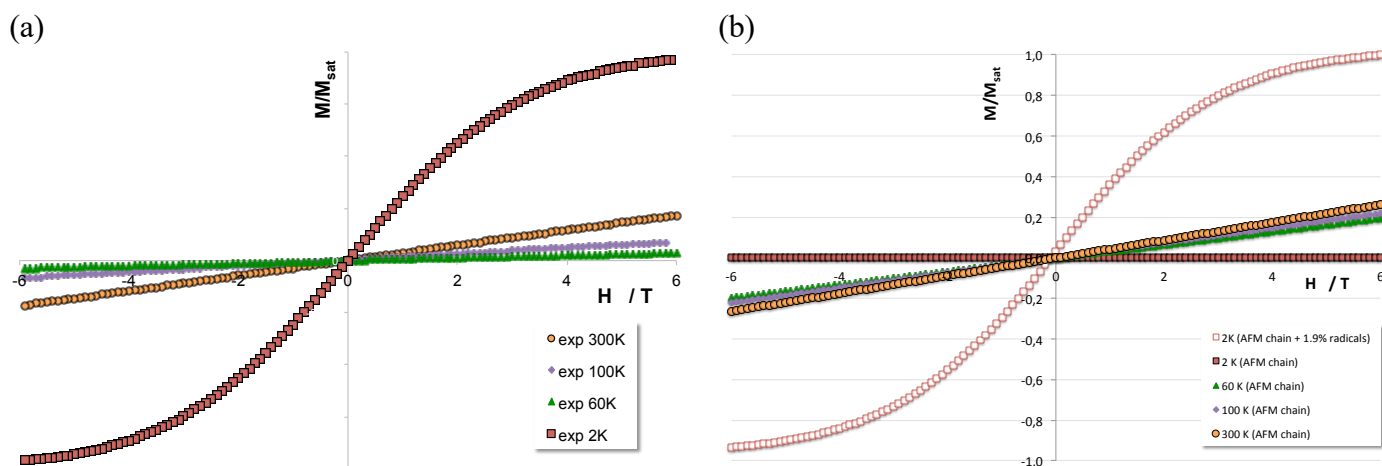 (a)
(b)
M/Msat
-6
-4
-2
0
2
4
6
H / T
exp 300K
exp 100K
exp 60K
exp 2K
M/Msat
1,0
0,8
0,6
0,4
0,2
0,0
-0,2
-0,4
-0,6
-0,8
-1,0
-6
-4
-2
0
2
4
6
H / T
2K (AFM chain + 1.9% radicals)
2 K (AFM chain)
60 K (AFM chain)
100 K (AFM chain)
300 K (AFM chain)